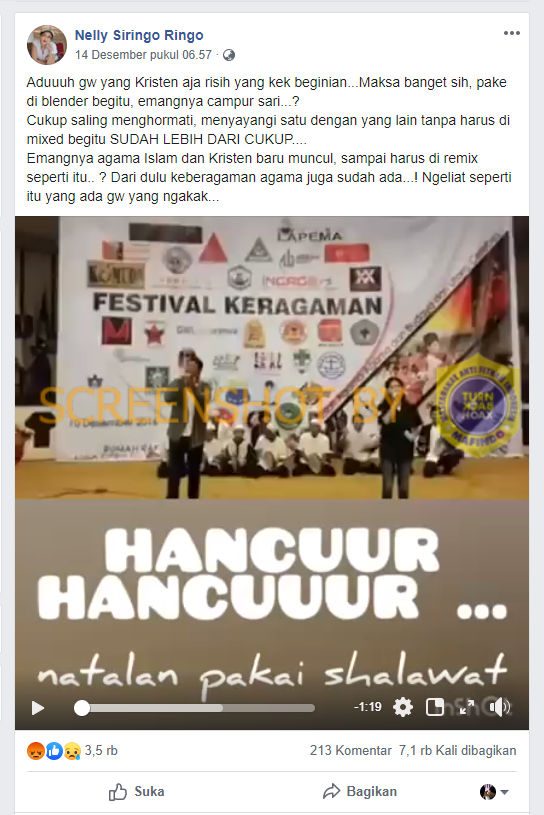 Nelly Siringo Ringo
14 Desember pukul 06.57 ·
Aduuuh gw yang Kristen aja risih yang kek beginian...Maksa banget sih, pake
di blender begitu, emangnya campur sari...?
Cukup saling menghormati, menyayangi satu dengan yang lain tanpa harus di
mixed begitu SUDAH LEBIH DARI CUKUP....
Emangnya agama Islam dan Kristen baru muncul, sampai harus di remix
seperti itu.. ? Dari dulu keberagaman agama juga sudah ada...! Ngeliat seperti
itu yang ada gw yang ngakak...
LAPEMA
FESTIVAL KERAGAMAN
SCREENSHOT BY
TURN
BACK
HOAX
MAFINDO
10 Desember
RUMAH
HANCUUR
HANCUUUR ...
natalan pakai shalawat
-1:19
InShOt
3,5 rb
213 Komentar 7,1 rb Kali dibagikan
Suka
Bagikan